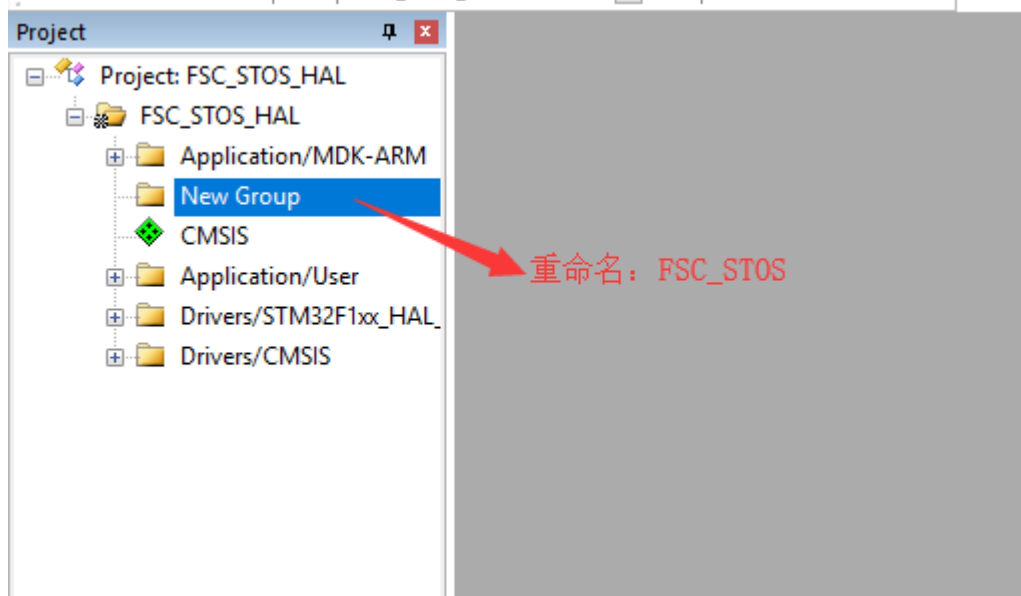 Project
Project: FSC_STOS_HAL
FSC_STOS_HAL
Application/MDK-ARM
New Group
CMSIS
重命名：FSC_STOS
Application/User
Drivers/STM32F1xx_HAL_
Drivers/CMSIS